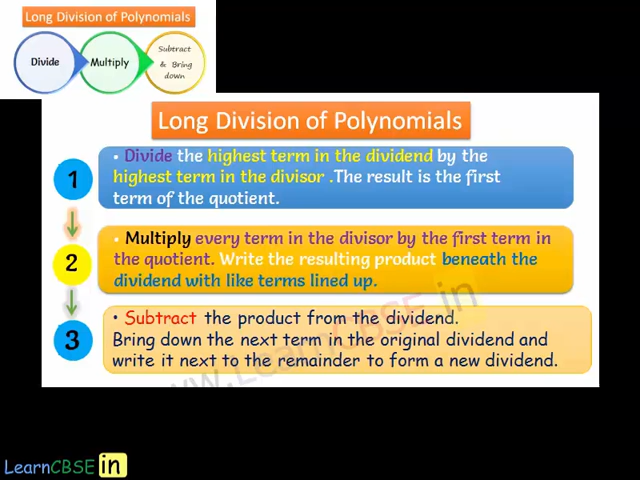 Long Division of Polynomials
Divide
Multiply
Subtract
& Bring
down
Long Division of Polynomials
1
• Divide the highest term in the dividend by the
highest term in the divisor .The result is the first
term of the quotient.
2
• Multiply every term in the divisor by the first term in
the quotient. Write the resulting product beneath the
dividend with like terms lined up.
3
• Subtract the product from the dividend.
Bring down the next term in the original dividend and
write it next to the remainder to form a new dividend.
www.LearnCBSE.in
LearnCBSE in